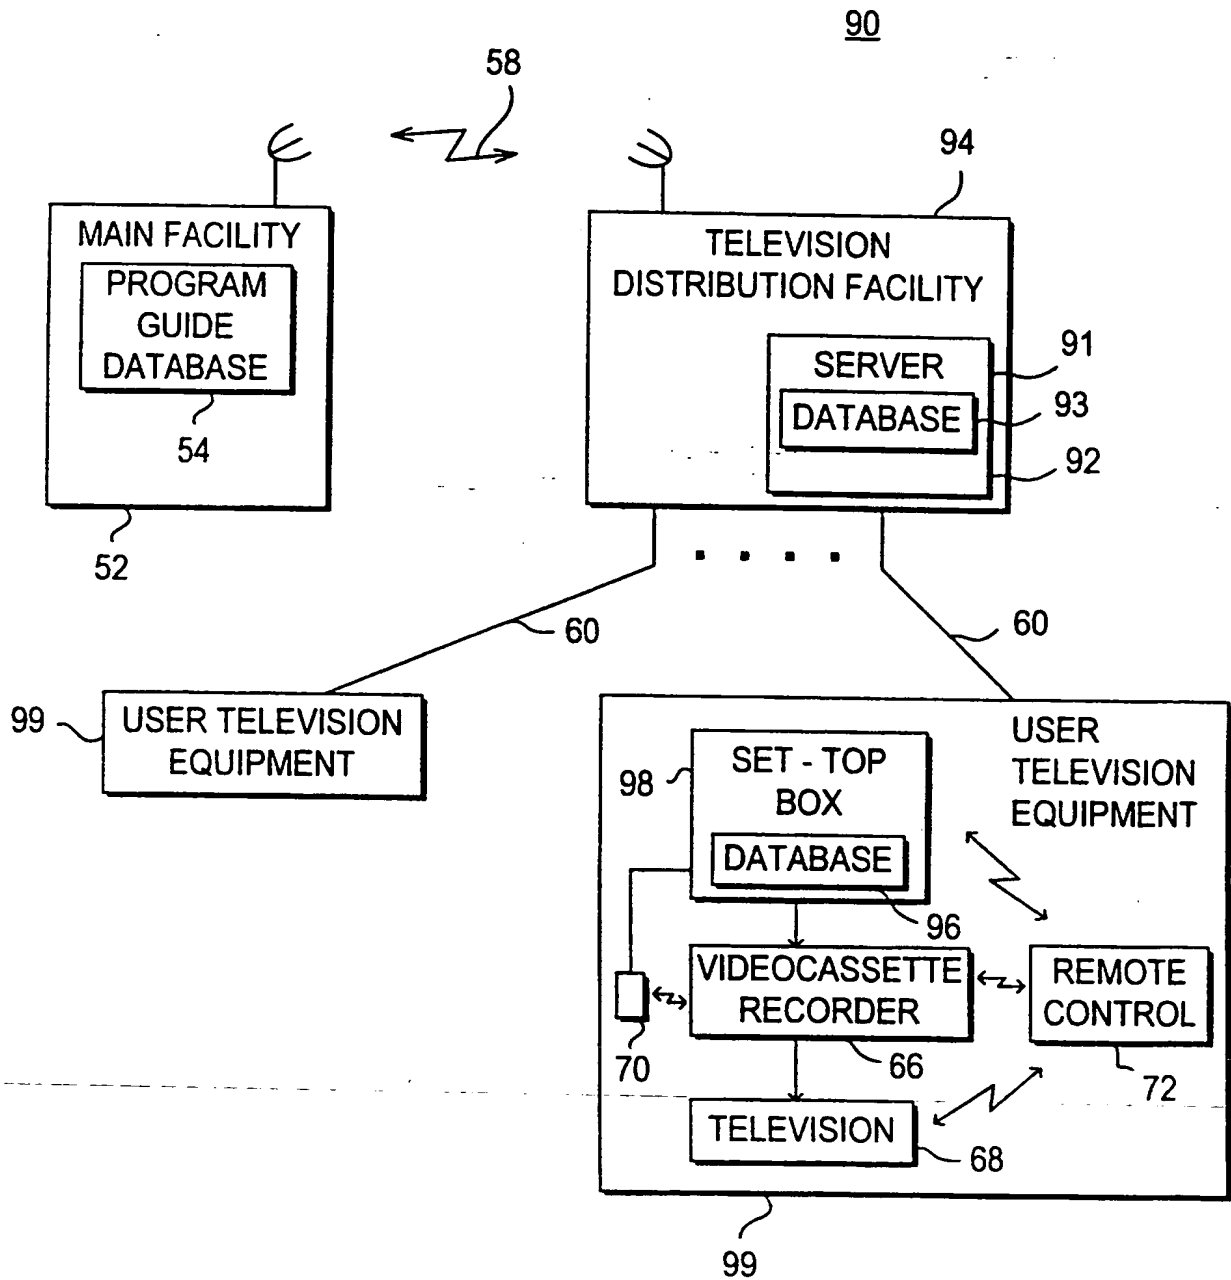 90
58
94
MAIN FACILITY
PROGRAM
GUIDE
DATABASE
54
52
TELEVISION
DISTRIBUTION FACILITY
SERVER
91
DATABASE
93
92
60
60
99
USER TELEVISION
EQUIPMENT
USER
TELEVISION
EQUIPMENT
98
SET - TOP
BOX
DATABASE
96
VIDEOCASSETTE
RECORDER
REMOTE
CONTROL
70
66
72
TELEVISION
68
99